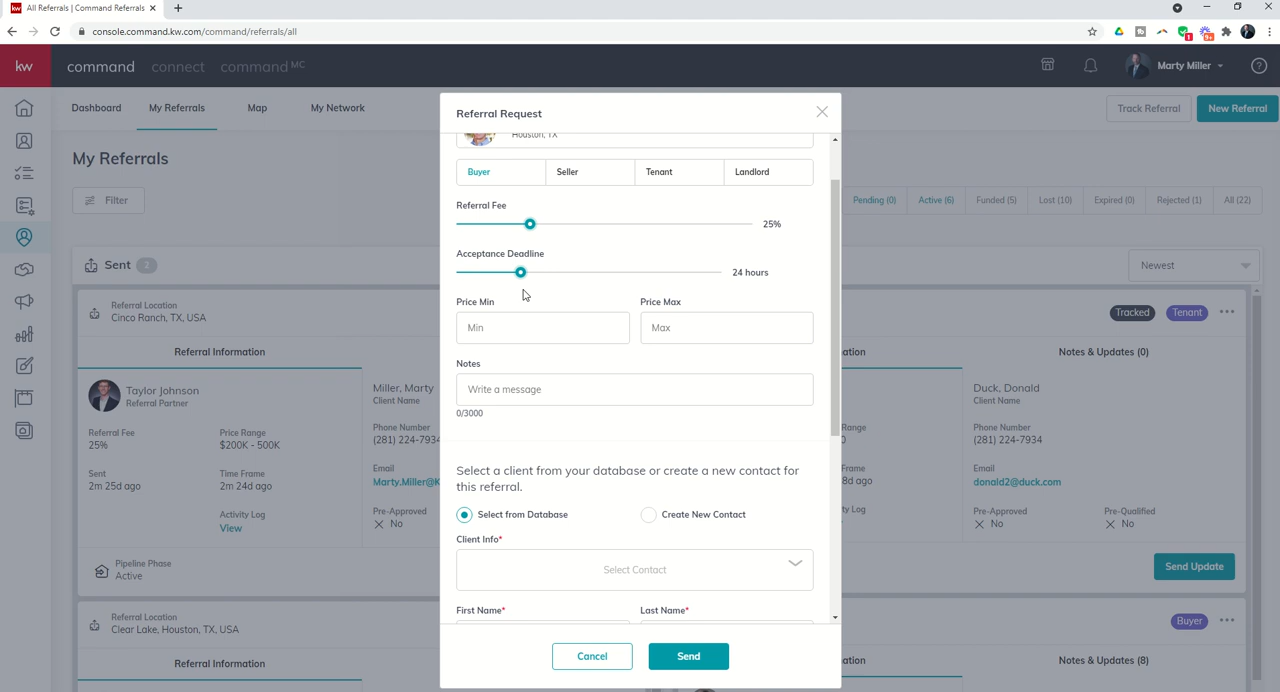 kw All Referrals | Command Referrals
console.command.kw.com/command/referrals/all
1
9+
kw command connect command MC
Marty Miller
Dashboard My Referrals Map My Network
Track Referral New Referral
My Referrals
Filter
Pending (0) Active (6) Funded (5) Lost (10) Expired (0) Rejected (1) All (22)
Sent 2
Newest
Referral Location
Cinco Ranch, TX, USA
Tracked Tenant
Referral Information
Notes & Updates (0)
Taylor Johnson
Referral Partner
Miller, Marty
Client Name
Duck, Donald
Client Name
Referral Fee
25%
Price Range
$200K - 500K
Phone Number
(281) 224-7934
Range
Phone Number
(281) 224-7934
Sent
2m 25d ago
Time Frame
2m 24d ago
Email
Marty.Miller@K
Frame
8d ago
Email
donald2@duck.com
Activity Log
View
Pre-Approved
No
Pre-Approved
No
Pre-Qualified
No
Pipeline Phase
Active
Send Update
Referral Location
Clear Lake, Houston, TX, USA
Buyer
Referral Information
Notes & Updates (8)
Referral Request
Houston, TX
Buyer Seller Tenant Landlord
Referral Fee
25%
Acceptance Deadline
24 hours
Price Min Price Max
Min Max
Notes
Write a message
0/3000
Select a client from your database or create a new contact for
this referral.
Select from Database Create New Contact
Client Info*
Select Contact
First Name* Last Name*
Cancel Send